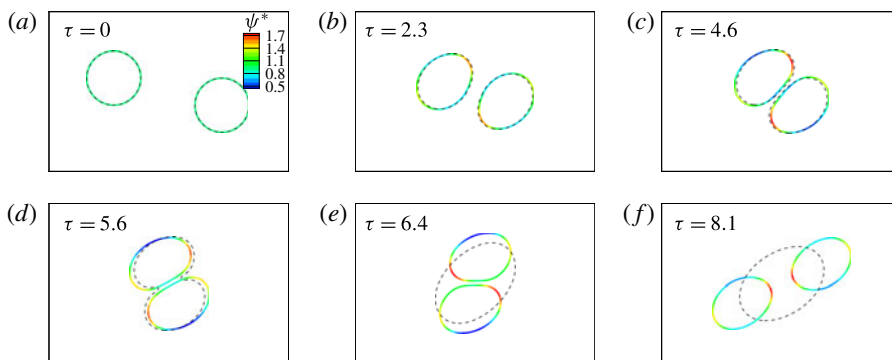 (a)
τ = 0
ψ*
1.7
1.4
1.1
0.8
0.5
(b)
τ = 2.3
(c)
τ = 4.6
(d)
τ = 5.6
(e)
τ = 6.4
(f)
τ = 8.1